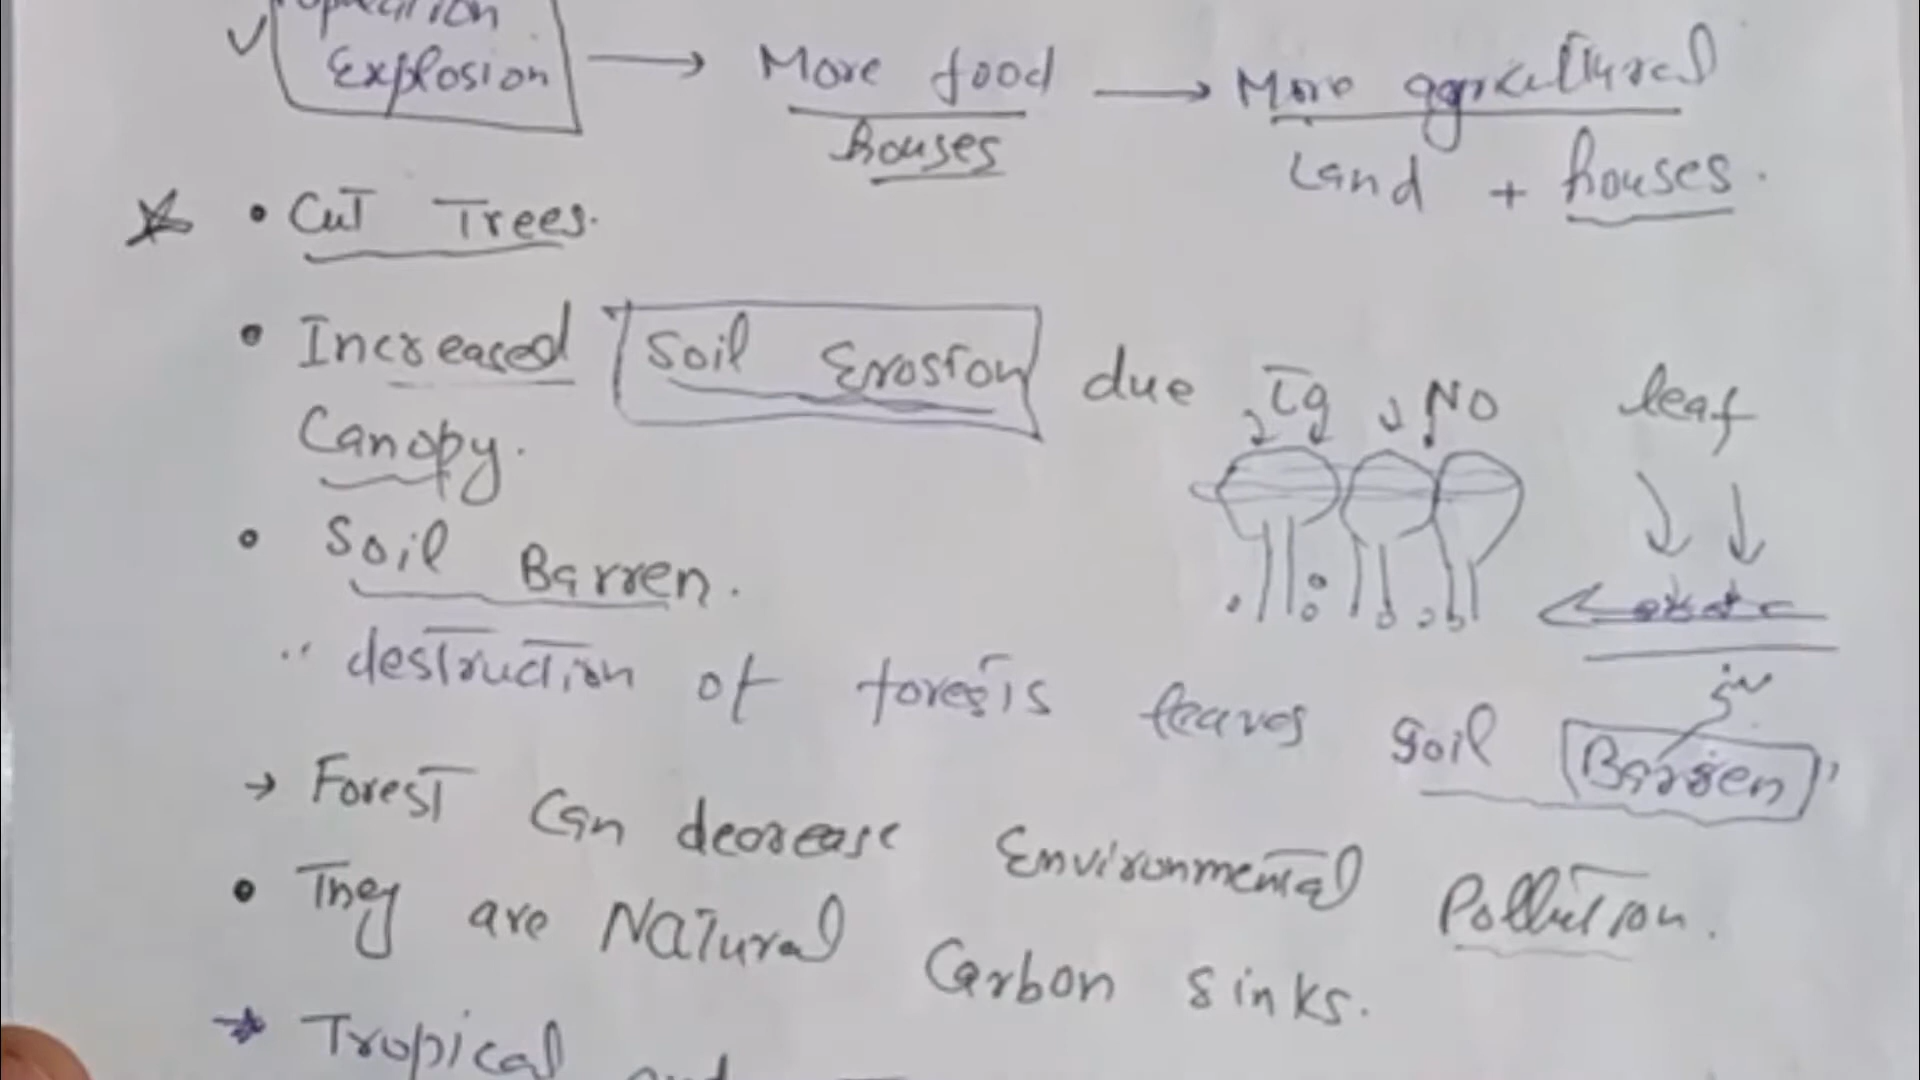 Explosion → More food → More agricultural
houses Land + houses.
• Cut Trees.
• Increased Soil Erosion due To No leaf
Canopy.
• Soil Barren.
" destruction of forests leaves soil Barren"
→ Forest can decrease Environmental Pollution.
• They are Natural Carbon sinks.
Tropical and